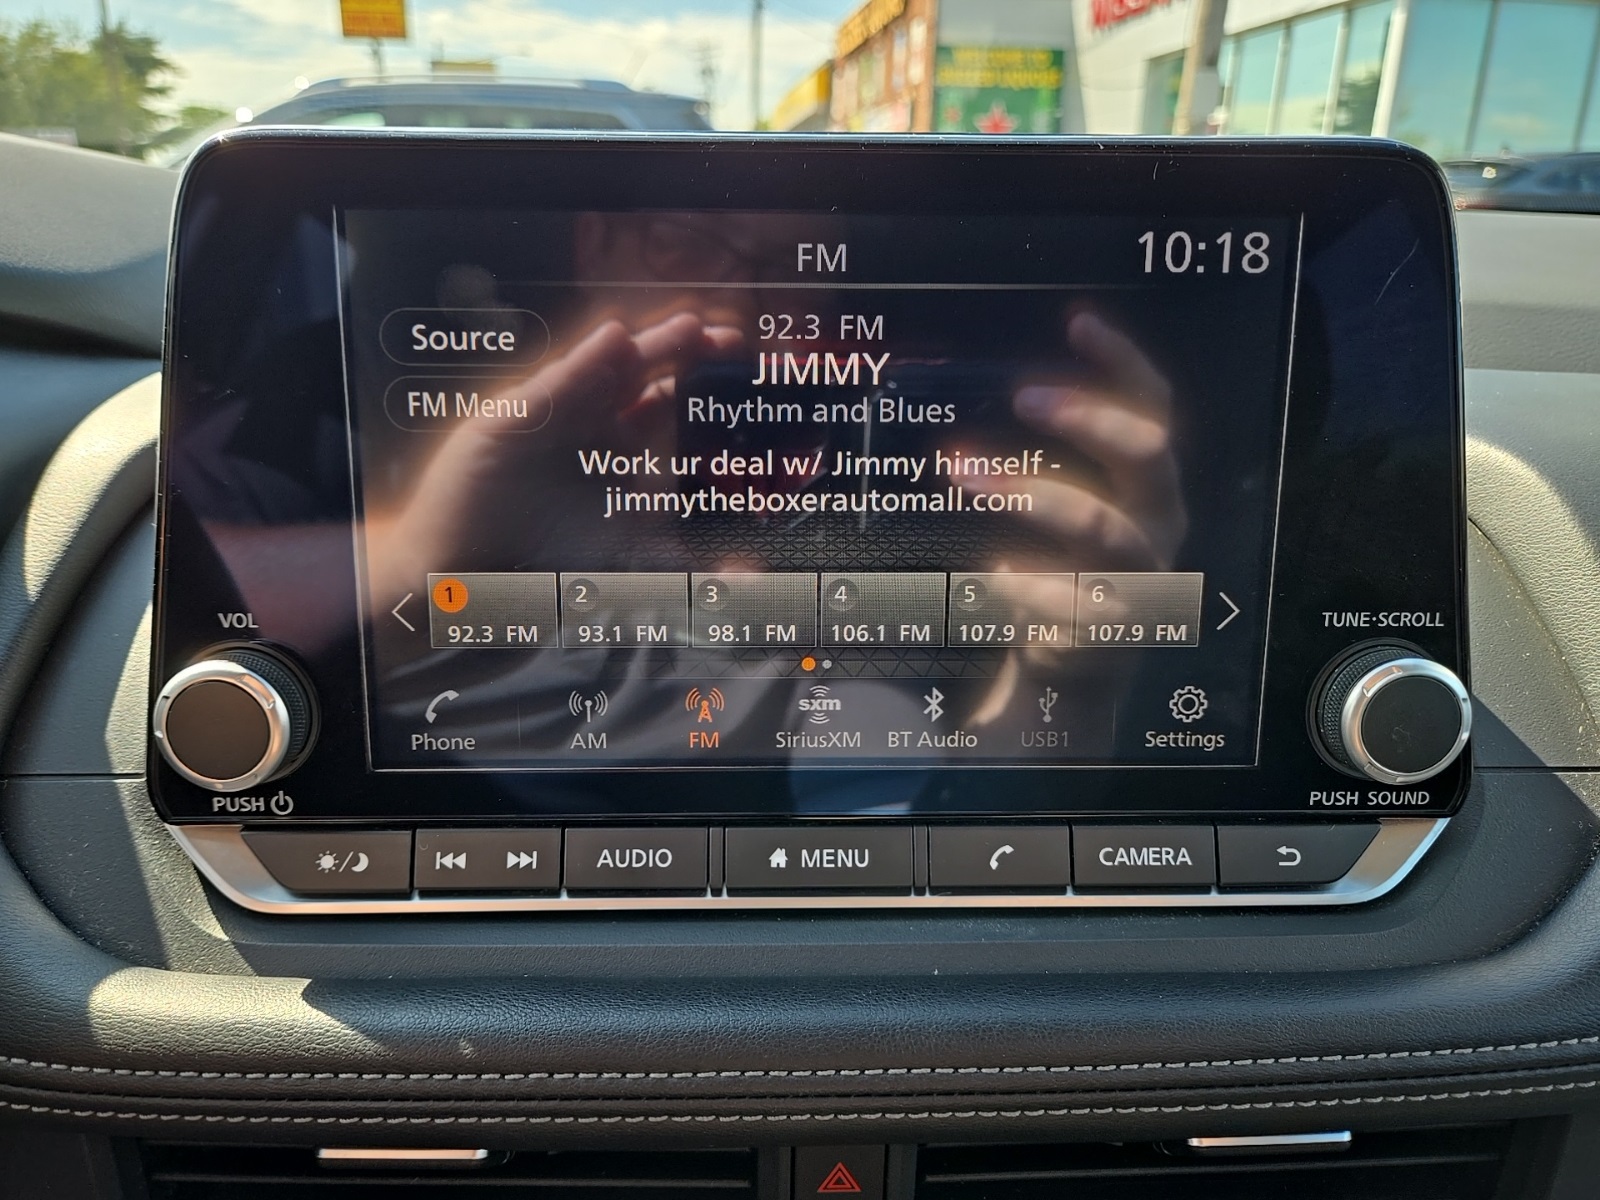 FM
10:18
Source
92.3 FM
JIMMY
FM Menu
Rhythm and Blues
Work ur deal w/ Jimmy himself -
jimmytheboxerautomall.com
1
2
3
4
5
6
92.3 FM
93.1 FM
98.1 FM
106.1 FM
107.9 FM
107.9 FM
VOL
TUNE·SCROLL
sxm
Phone
AM
FM
SiriusXM
BT Audio
USB1
Settings
PUSH
PUSH SOUND
AUDIO
MENU
CAMERA